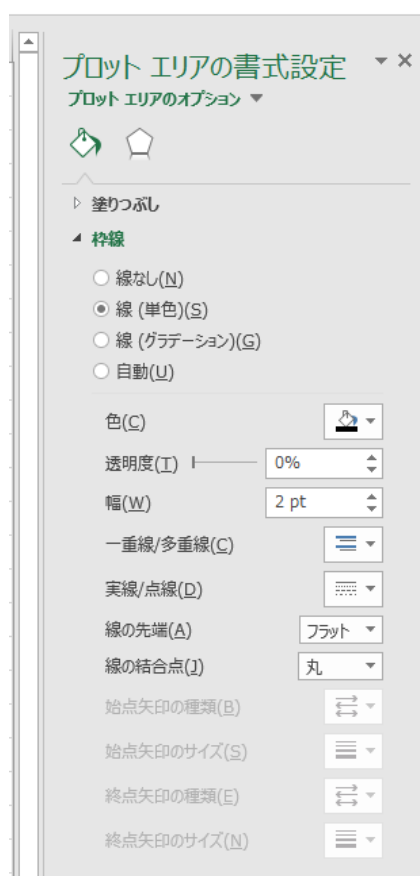 プロット エリアの書式設定
プロット エリアのオプション
塗りつぶし
枠線
線なし(N)
線 (単色)(S)
線 (グラデーション)(G)
自動(U)
色(C)
透明度(T) 0%
幅(W) 2 pt
一重線/多重線(C)
実線/点線(D)
線の先端(A) フラット
線の結合点(J) 丸
始点矢印の種類(B)
始点矢印のサイズ(S)
終点矢印の種類(E)
終点矢印のサイズ(N)